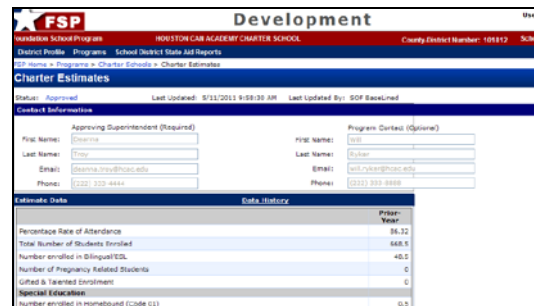 FSP Development Use
Foundation School Program HOUSTON CAN ACADEMY CHARTER SCHOOL County-District Number: 101812 Scho
District Profile Programs School District State Aid Reports
FSP Home » Programs » Charter Schools » Charter Estimates
Charter Estimates
Status: Approved Last Updated: 5/11/2011 9:58:30 AM Last Updated By: SOF BaseLined
Contact Information
Approving Superintendent (Required) Program Contact (Optional)
First Name: Deanna First Name: Will
Last Name: Troy Last Name: Ryker
Email: deanna.troy@hcac.edu Email: will.ryker@hcac.edu
Phone: Phone:
Estimate Data Data History
Prior-
Year
Percentage Rate of Attendance 86.32
Total Number of Students Enrolled 668.5
Number enrolled in Bilingual/ESL 48.5
Number of Pregnancy Related Students 0
Gifted & Talented Enrollment 0
Special Education
Number enrolled in Homebound (Code 01) 0.5